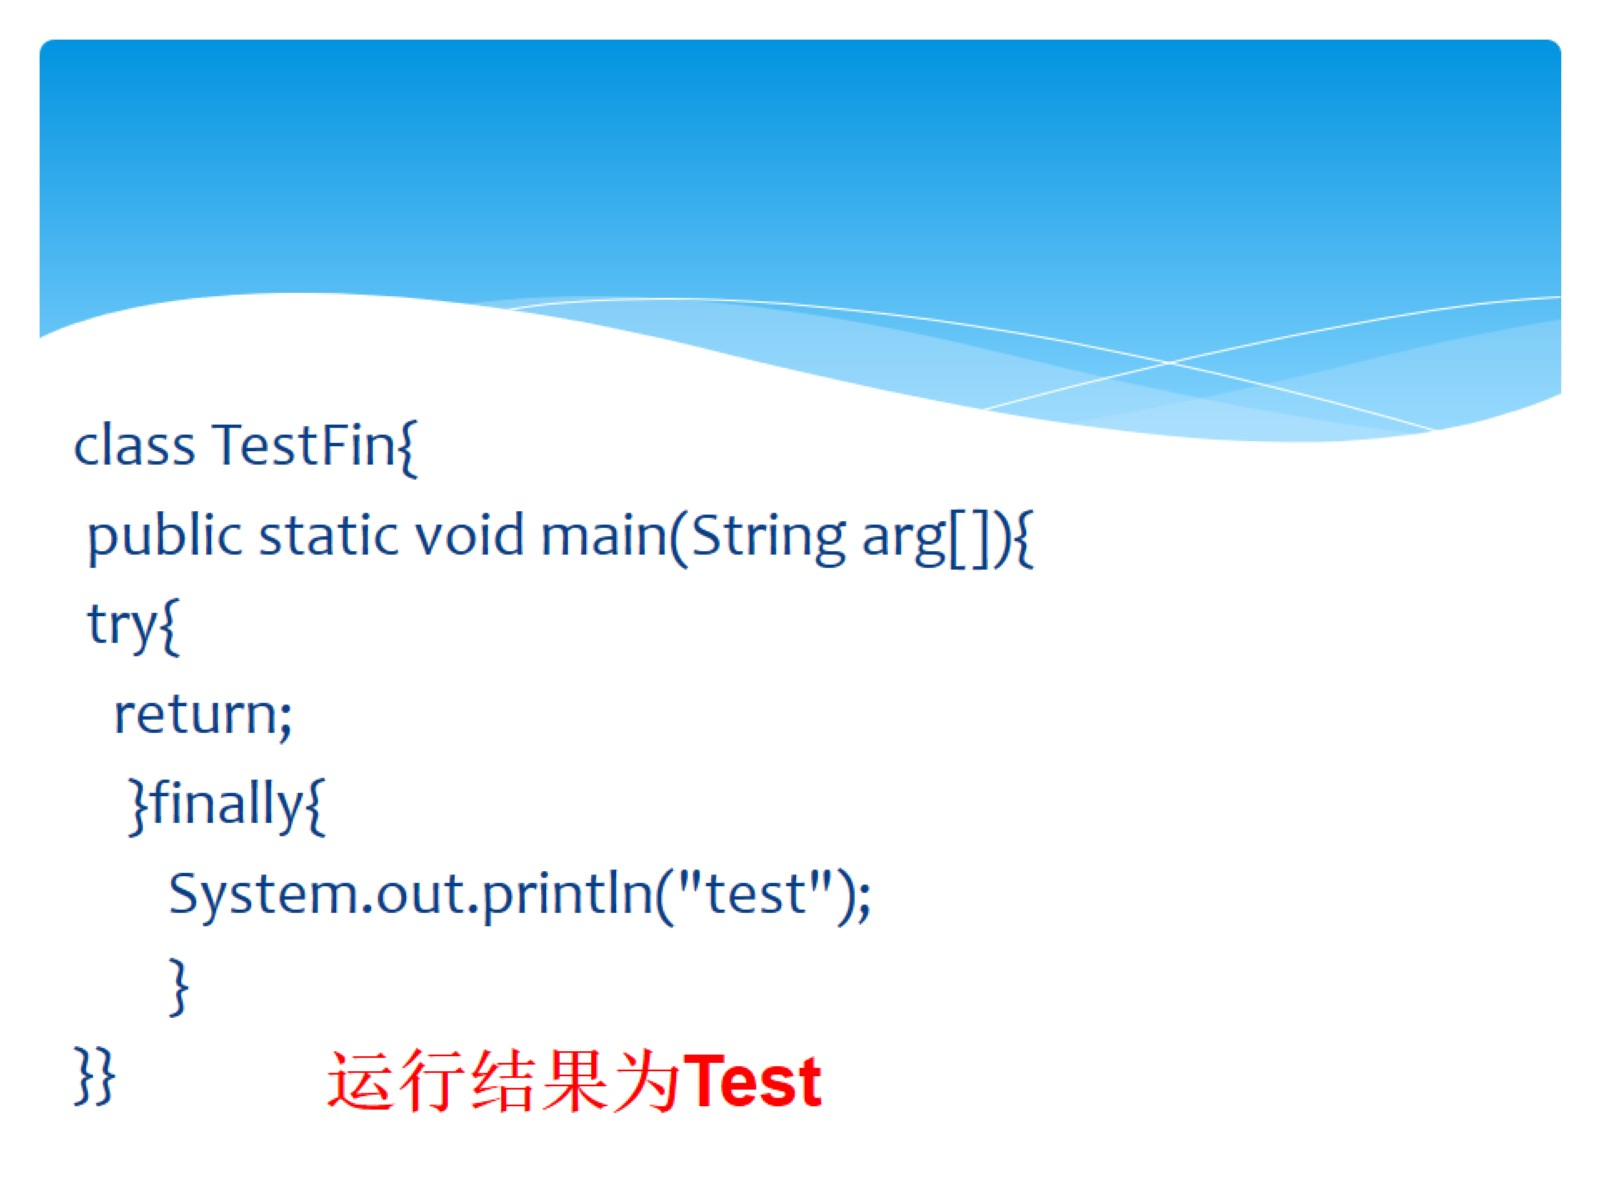 class TestFin{
public static void main(String arg[]){
try{
return;
}finally{
System.out.println("test");
}
}}
运行结果为Test